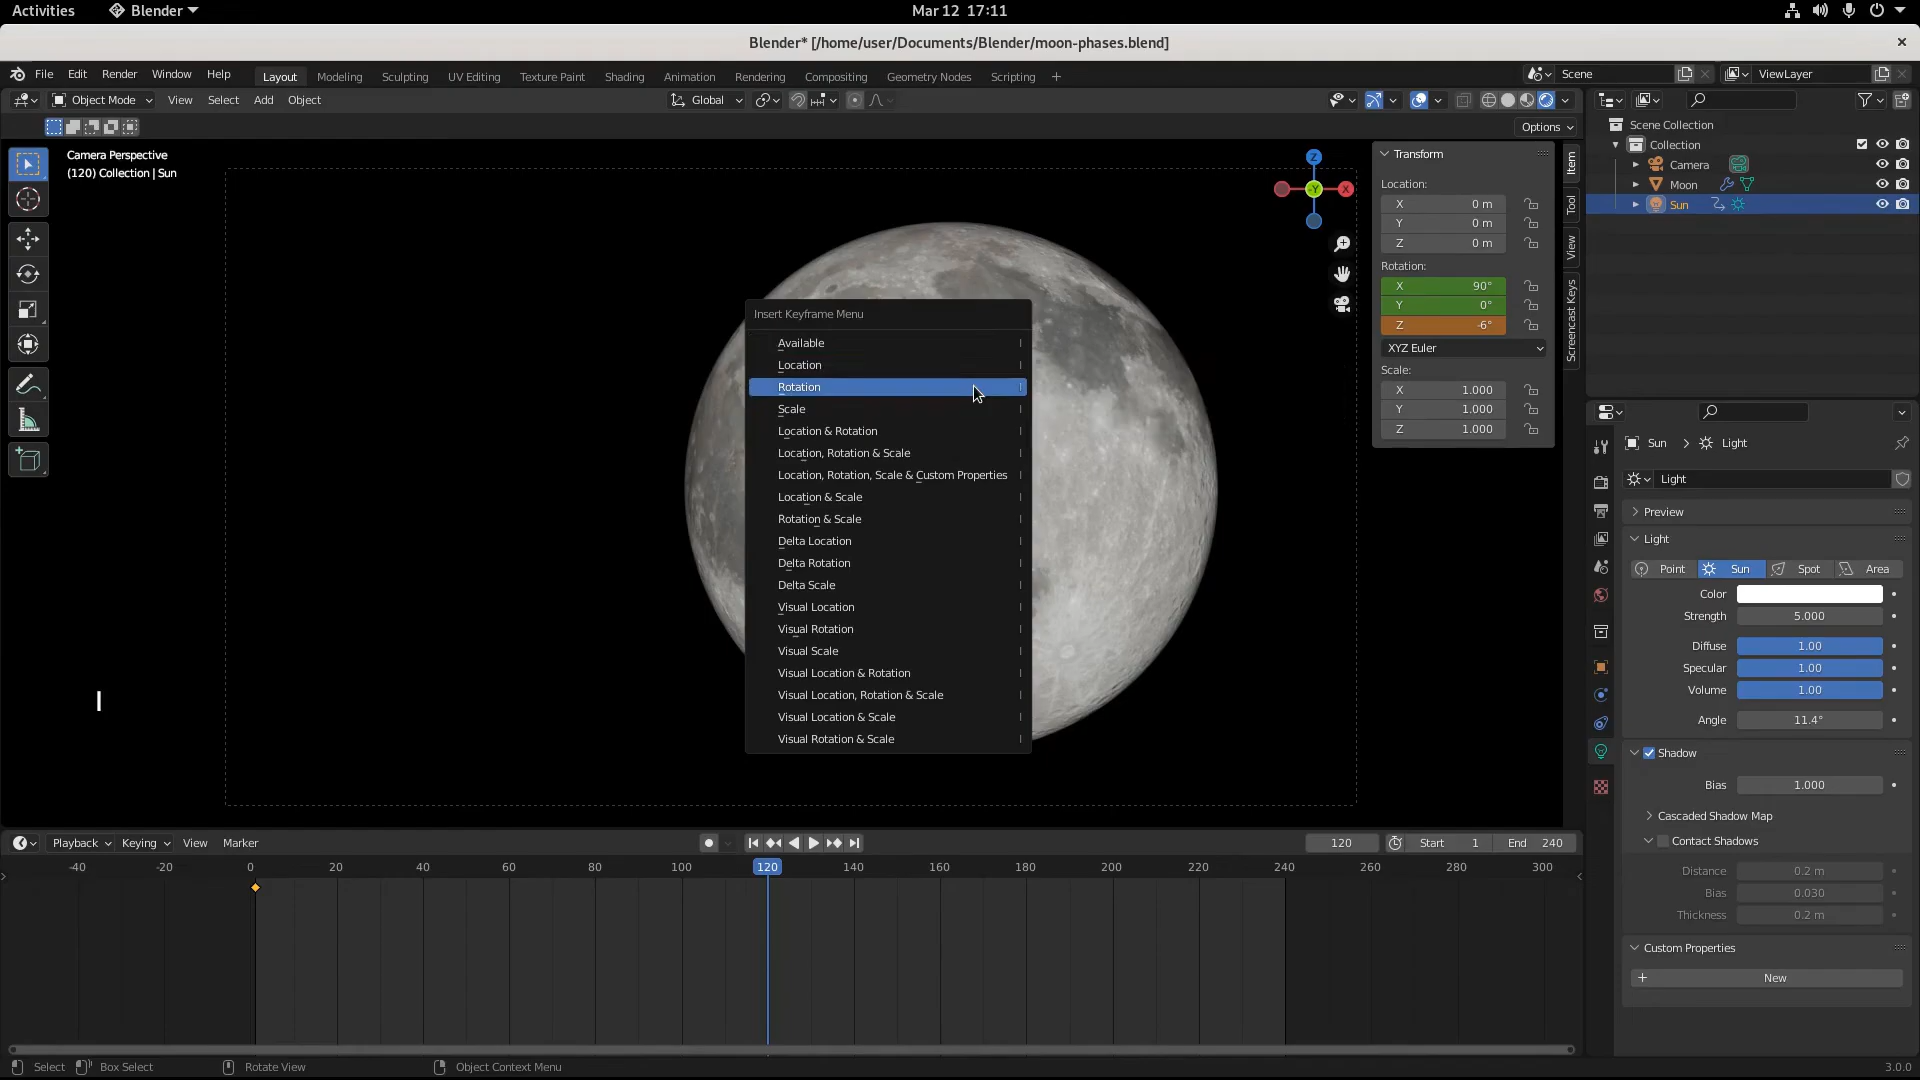 Activities Blender Mar 12 17:11
Blender* [/home/user/Documents/Blender/moon-phases.blend]
File Edit Render Window Help Layout Modeling Sculpting UV Editing Texture Paint Shading Animation Rendering Compositing Geometry Nodes Scripting + Scene ViewLayer
Object Mode View Select Add Object Global
Options
Camera Perspective
(120) Collection | Sun
Z
Y
X
Insert Keyframe Menu
Available I
Location I
Rotation I
Scale I
Location & Rotation I
Location, Rotation & Scale I
Location, Rotation, Scale & Custom Properties I
Location & Scale I
Rotation & Scale I
Delta Location I
Delta Rotation I
Delta Scale I
Visual Location I
Visual Rotation I
Visual Scale I
Visual Location & Rotation I
Visual Location, Rotation & Scale I
Visual Location & Scale I
Visual Rotation & Scale I
I
Transform
Location:
X 0 m
Y 0 m
Z 0 m
Rotation:
X 90°
Y 0°
Z -6°
XYZ Euler
Scale:
X 1.000
Y 1.000
Z 1.000
Item
Tool
View
Screencast Keys
Scene Collection
Collection
Camera
Moon
Sun
Sun > Light
Light
Preview
Light
Point Sun Spot Area
Color
Strength 5.000
Diffuse 1.00
Specular 1.00
Volume 1.00
Angle 11.4°
Shadow
Bias 1.000
Cascaded Shadow Map
Contact Shadows
Distance 0.2 m
Bias 0.030
Thickness 0.2 m
Custom Properties
+ New
Playback Keying View Marker 120 Start 1 End 240
-40 -20 0 20 40 60 80 100 120 140 160 180 200 220 240 260 280 300
Select Box Select Rotate View Object Context Menu 3.0.0